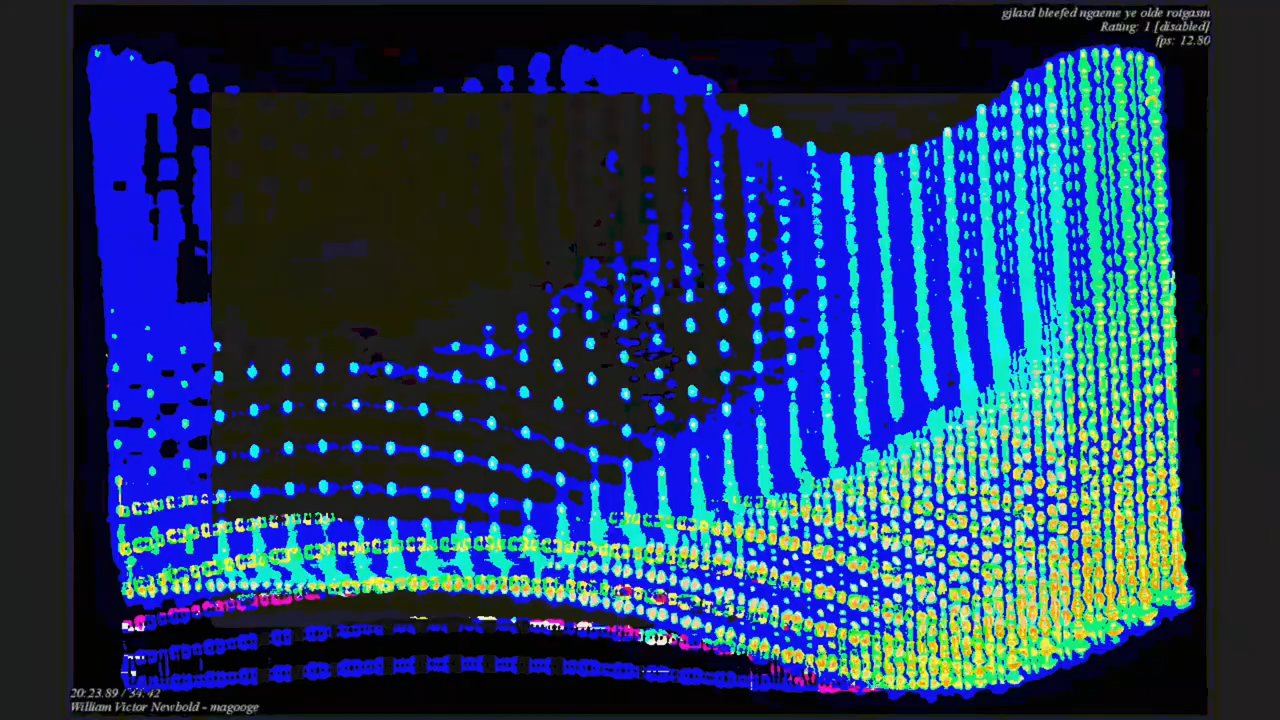 gjlasd bleefed ngaeme ye olde rotgasm
Rating: 1 [disabled]
fps: 12.80
20:23.89 / 34:42
William Victor Newbold - magooge